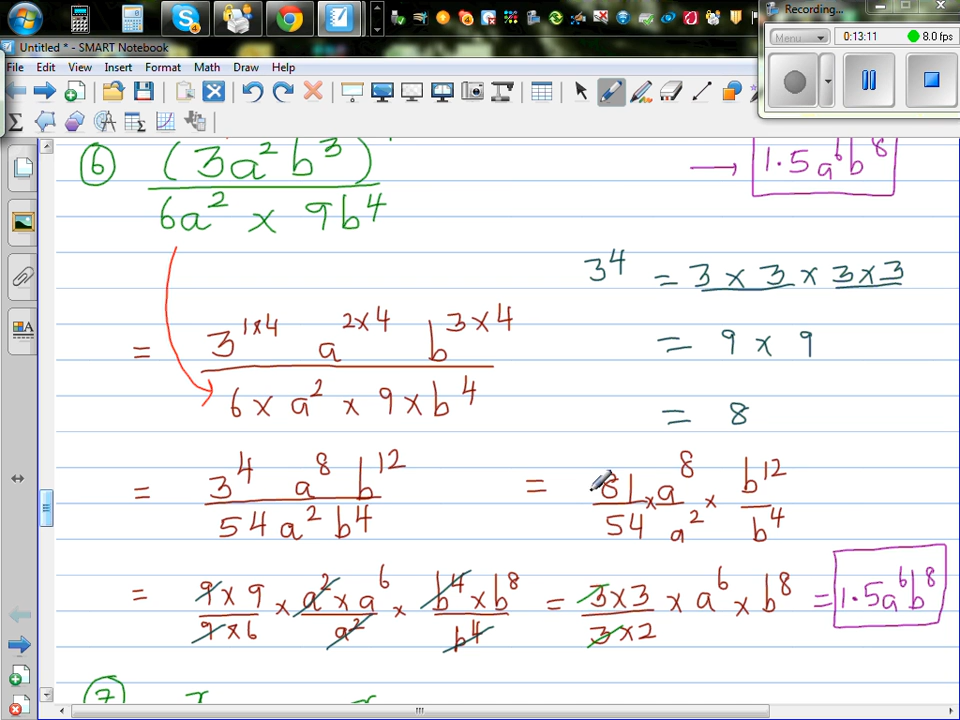 Recording...
Untitled * - SMART Notebook
Menu
0:13:11
8.0 fps
File Edit View Insert Format Math Draw Help
⑥ (3a²b³)
6a² x 9b⁴
→ 1.5a⁶b⁸
3⁴ = 3 x 3 x 3 x 3
= 9 x 9
= 8
= 3¹ˣ⁴ a²ˣ⁴ b³ˣ⁴
6 x a² x 9 x b⁴
= 3⁴ a⁸ b¹² = 81 x a⁸ x b¹²
54a² b⁴ 54 a² b⁴
= 9 x 9 x a² x a⁶ x b⁴ x b⁸ = 3 x 3 x a⁶ x b⁸ = 1.5a⁶b⁸
9 x 6 a² b⁴ 3 x 2
⑦